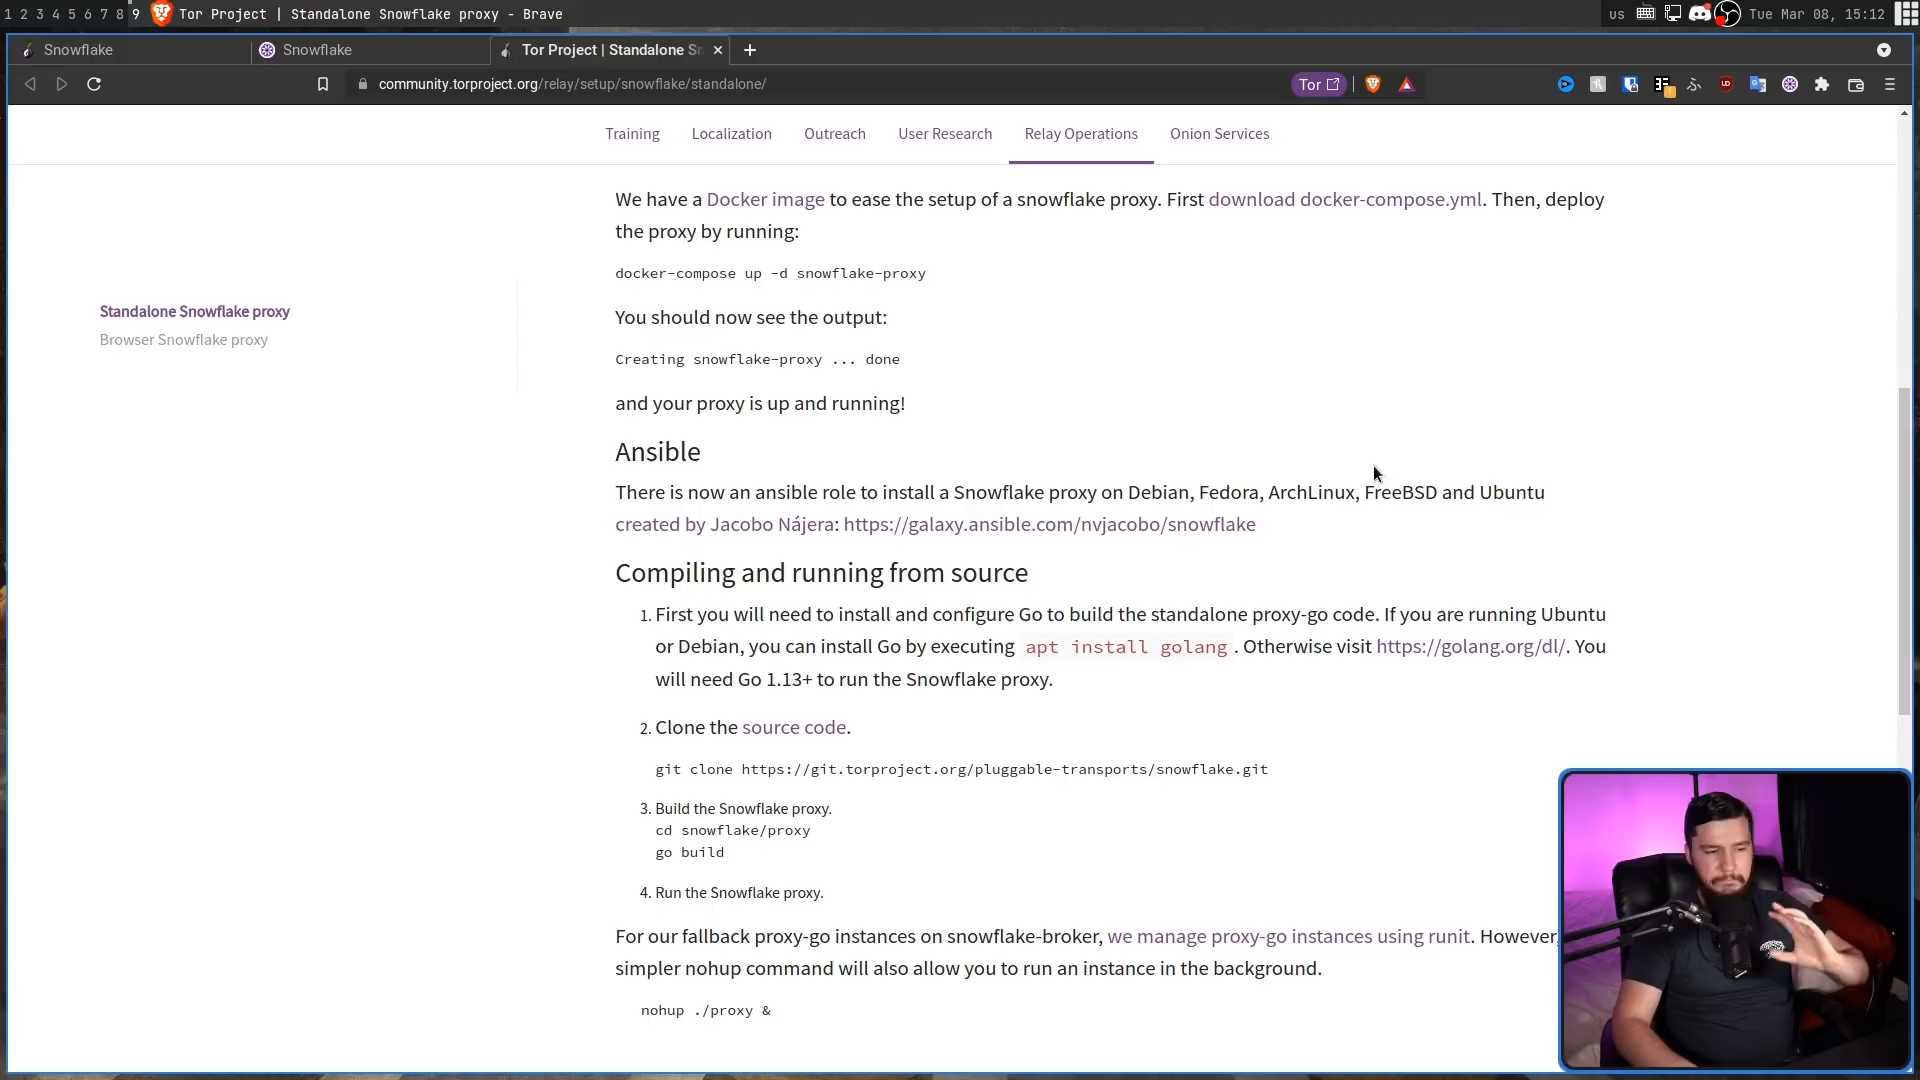 1 2 3 4 5 6 7 8 9 Tor Project | Standalone Snowflake proxy - Brave
us Tue Mar 08, 15:12
Snowflake
Snowflake
Tor Project | Standalone Sn
community.torproject.org/relay/setup/snowflake/standalone/
Tor
Training Localization Outreach User Research Relay Operations Onion Services
Standalone Snowflake proxy
Browser Snowflake proxy
We have a Docker image to ease the setup of a snowflake proxy. First download docker-compose.yml. Then, deploy
the proxy by running:
docker-compose up -d snowflake-proxy
You should now see the output:
Creating snowflake-proxy ... done
and your proxy is up and running!
Ansible
There is now an ansible role to install a Snowflake proxy on Debian, Fedora, ArchLinux, FreeBSD and Ubuntu
created by Jacobo Nájera: https://galaxy.ansible.com/nvjacobo/snowflake
Compiling and running from source
1. First you will need to install and configure Go to build the standalone proxy-go code. If you are running Ubuntu
or Debian, you can install Go by executing apt install golang . Otherwise visit https://golang.org/dl/. You
will need Go 1.13+ to run the Snowflake proxy.
2. Clone the source code.
git clone https://git.torproject.org/pluggable-transports/snowflake.git
3. Build the Snowflake proxy.
cd snowflake/proxy
go build
4. Run the Snowflake proxy.
For our fallback proxy-go instances on snowflake-broker, we manage proxy-go instances using runit. However,
simpler nohup command will also allow you to run an instance in the background.
nohup ./proxy &